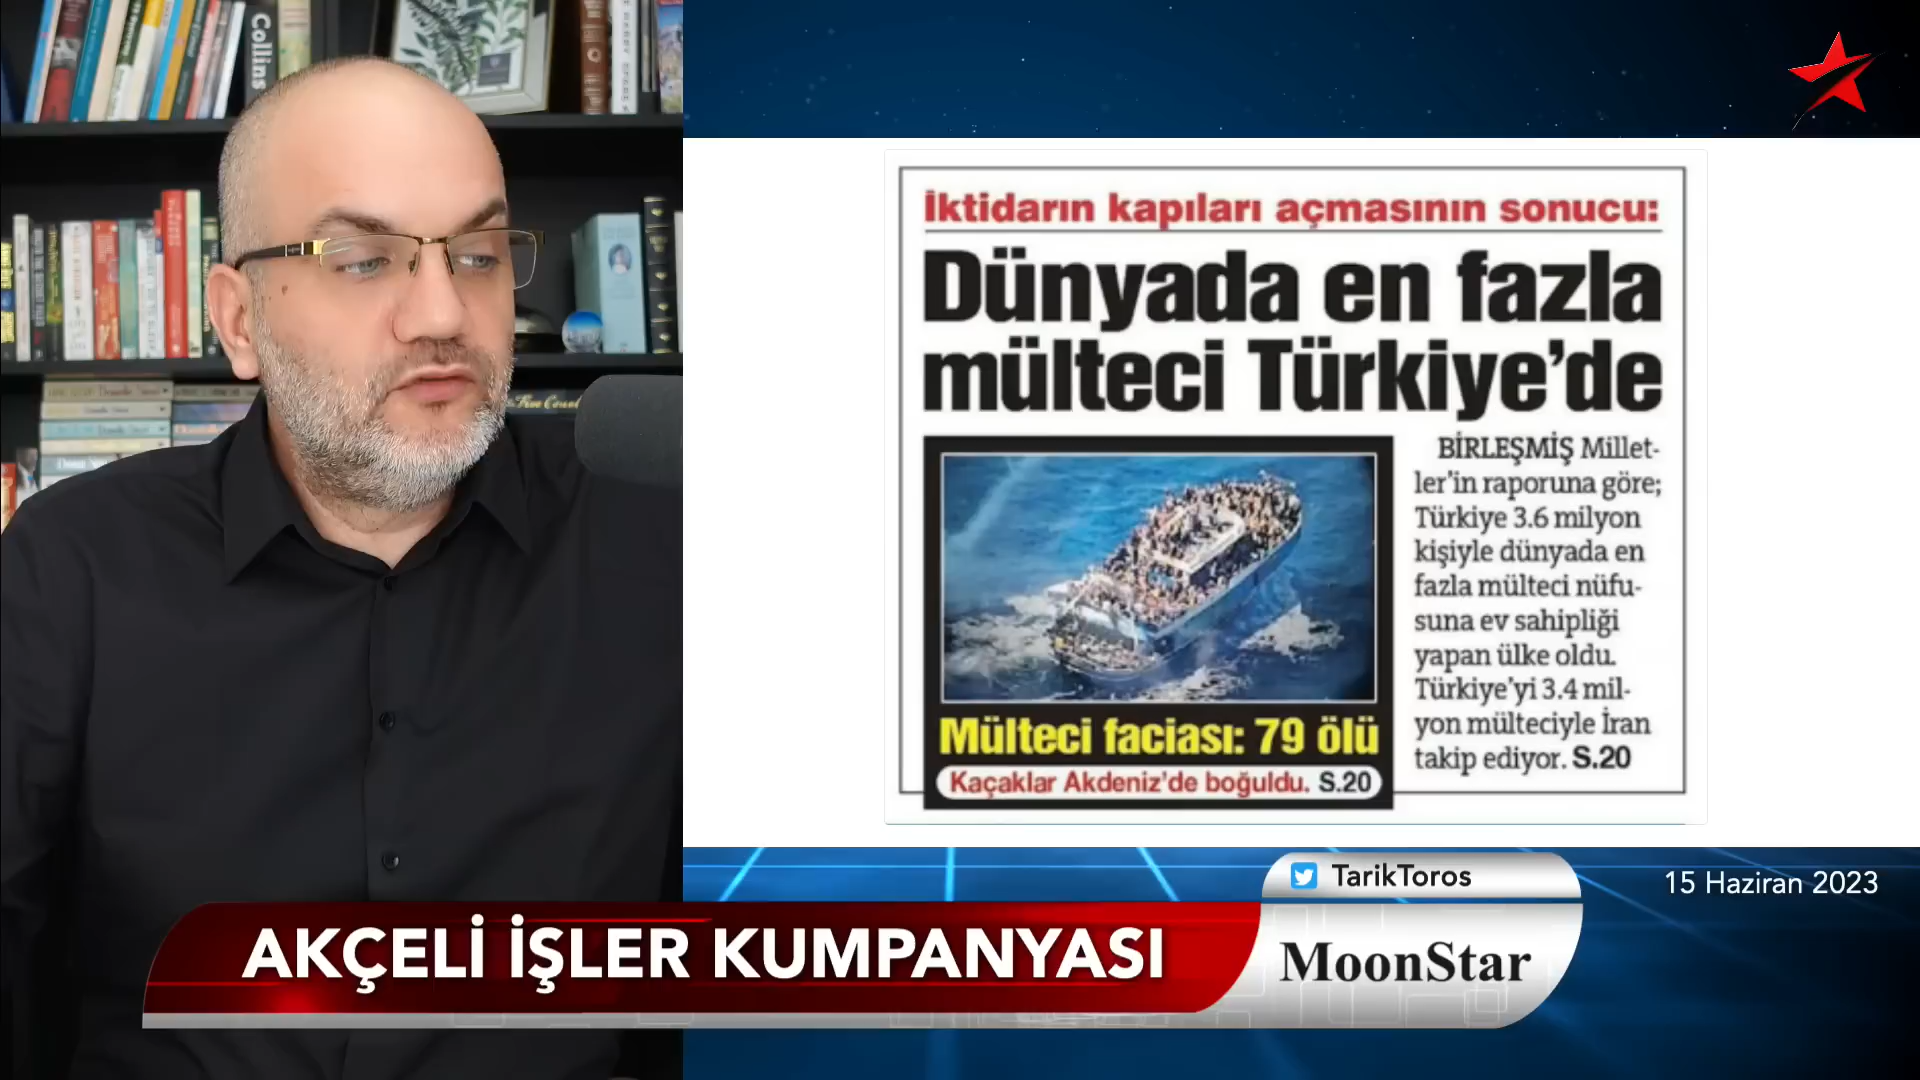 Collins
İktidarın kapıları açmasının sonucu:
Dünyada en fazla
mülteci Türkiye'de
BİRLEŞMİŞ Millet-
ler'in raporuna göre;
Türkiye 3.6 milyon
kişiyle dünyada en
fazla mülteci nüfu-
suna ev sahipliği
yapan ülke oldu.
Türkiye'yi 3.4 mil-
yon mülteciyle İran
takip ediyor. S.20
Mülteci faciası: 79 ölü
Kaçaklar Akdeniz'de boğuldu. S.20
TarikToros
15 Haziran 2023
AKÇELİ İŞLER KUMPANYASI
MoonStar